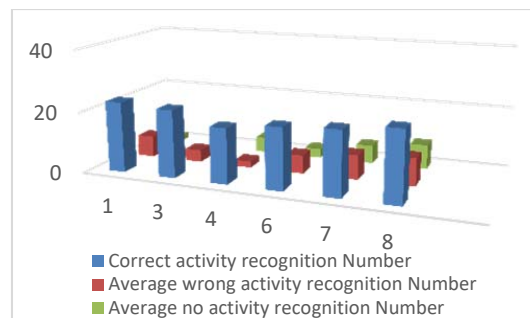 40
20
0
1 3 4 6 7 8
Correct activity recognition Number
Average wrong activity recognition Number
Average no activity recognition Number